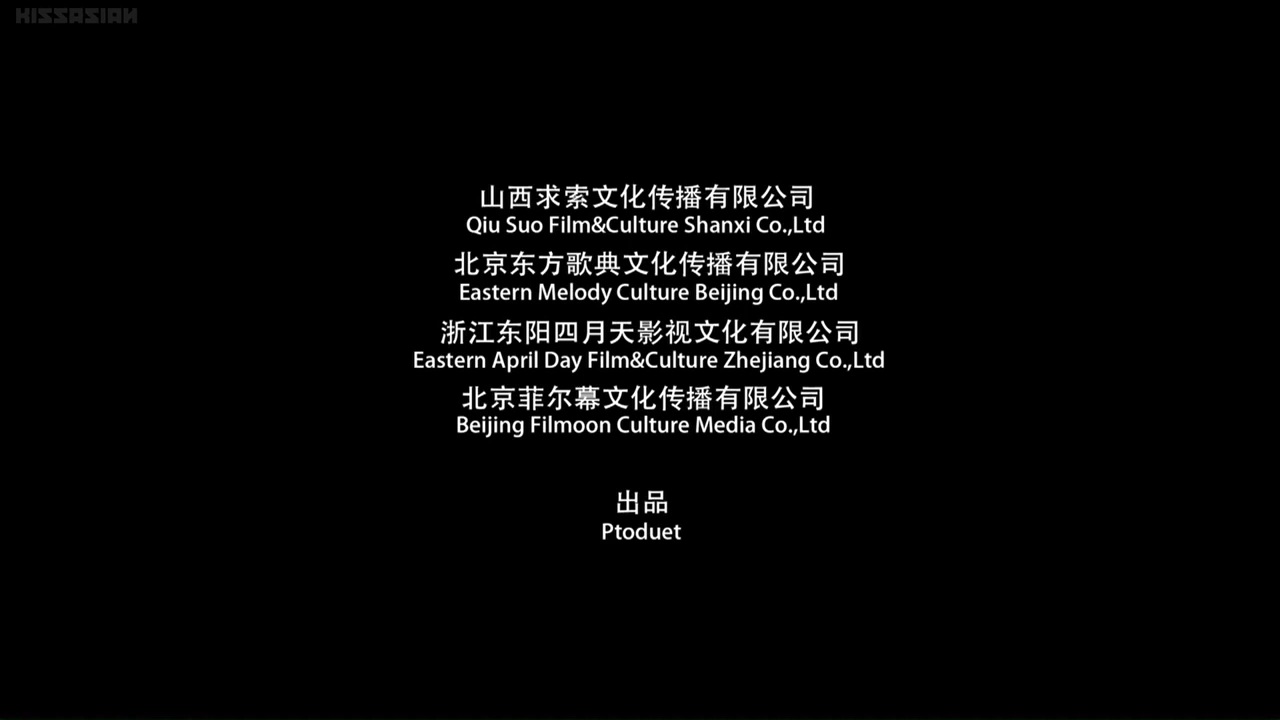 KISSASIAN
山西求索文化传播有限公司
Qiu Suo Film&Culture Shanxi Co.,Ltd
北京东方歌典文化传播有限公司
Eastern Melody Culture Beijing Co.,Ltd
浙江东阳四月天影视文化有限公司
Eastern April Day Film&Culture Zhejiang Co.,Ltd
北京菲尔幕文化传播有限公司
Beijing Filmoon Culture Media Co.,Ltd
出品
Ptoduet